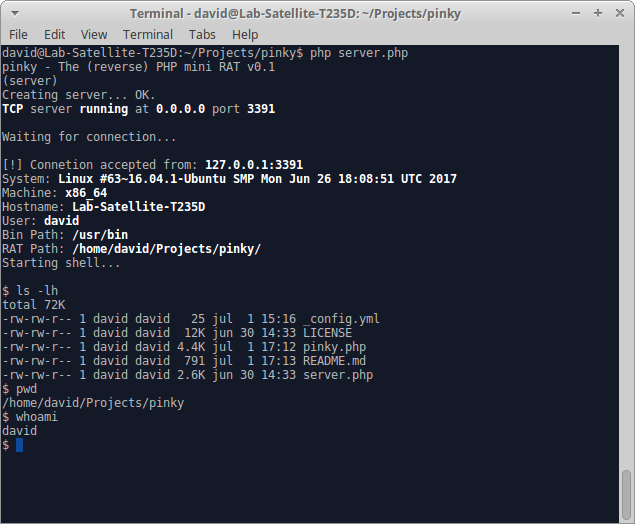 Terminal - david@Lab-Satellite-T235D: ~/Projects/pinky
File Edit View Terminal Tabs Help
david@Lab-Satellite-T235D:~/Projects/pinky$ php server.php
pinky - The (reverse) PHP mini RAT v0.1
(server)
Creating server... OK.
TCP server running at 0.0.0.0 port 3391
Waiting for connection...
[!] Connetion accepted from: 127.0.0.1:3391
System: Linux #63~16.04.1-Ubuntu SMP Mon Jun 26 18:08:51 UTC 2017
Machine: x86_64
Hostname: Lab-Satellite-T235D
User: david
Bin Path: /usr/bin
RAT Path: /home/david/Projects/pinky/
Starting shell...
$ ls -lh
total 72K
-rw-rw-r-- 1 david david   25 jul  1 15:16 _config.yml
-rw-rw-r-- 1 david david  12K jun 30 14:33 LICENSE
-rw-rw-r-- 1 david david 4.4K jul  1 17:12 pinky.php
-rw-rw-r-- 1 david david  791 jul  1 17:13 README.md
-rw-rw-r-- 1 david david 2.6K jun 30 14:33 server.php
$ pwd
/home/david/Projects/pinky
$ whoami
david
$